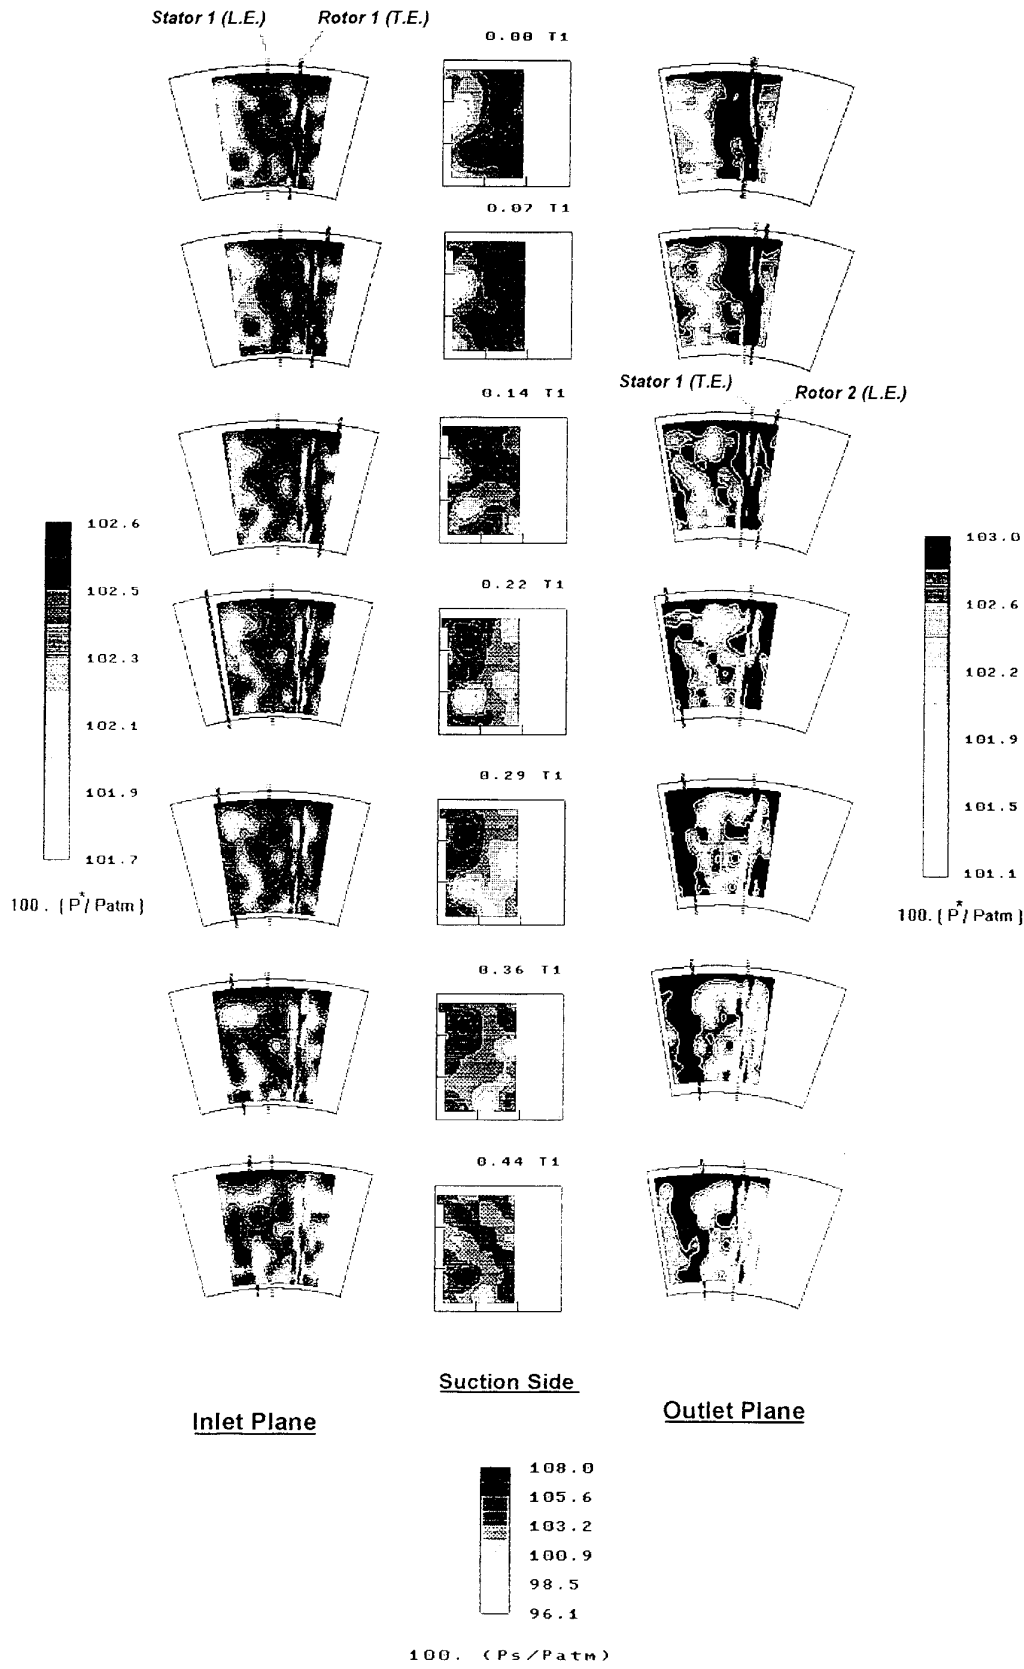 Stator 1 (L.E.) Rotor 1 (T.E.)
0.00 T1
0.07 T1
Stator 1 (T.E.) Rotor 2 (L.E.)
0.14 T1
102.6
102.5
102.3
102.1
101.9
101.7
100. (P*/Patm)
0.22 T1
0.29 T1
0.36 T1
0.44 T1
103.0
102.6
102.2
101.9
101.5
101.1
100. (P*/Patm)
Suction Side
Inlet Plane
Outlet Plane
108.0
105.6
103.2
100.9
98.5
96.1
100. (Ps/Patm)